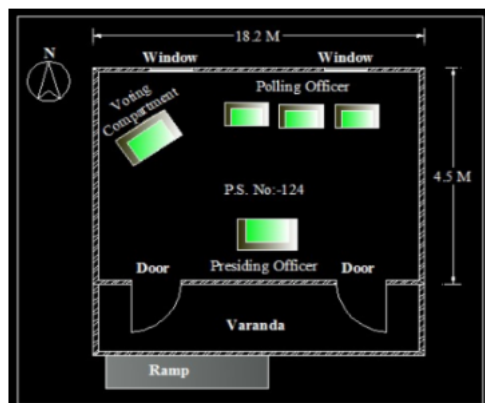 18.2 M
N
Window
Window
Polling Officer
Voting
Compartment
4.5 M
P.S. No:-124
Door
Presiding Officer
Door
Varanda
Ramp